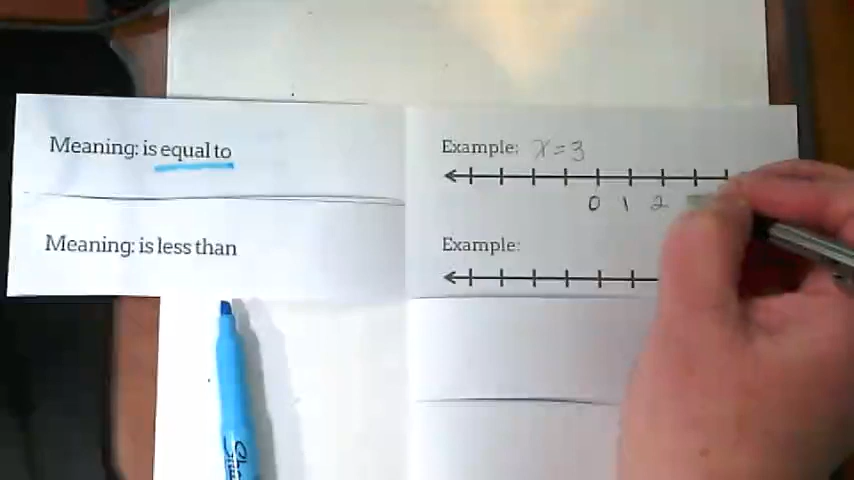 Meaning: is equal to
Example: x = 3
0 1 2
Meaning: is less than
Example: